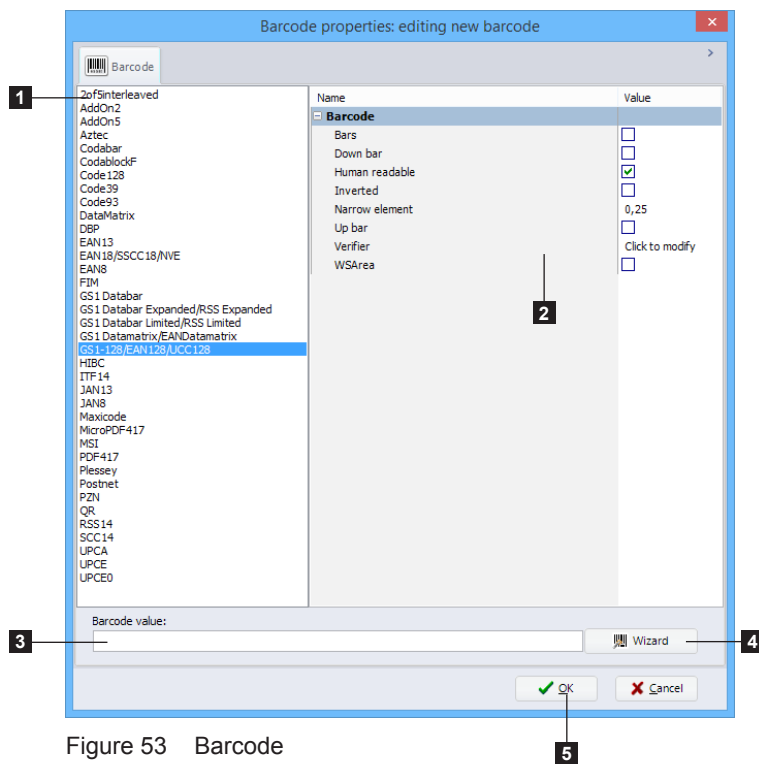 Barcode properties: editing new barcode
Barcode
1
2of5interleaved
AddOn2
AddOn5
Aztec
Codabar
CodablockF
Code128
Code39
Code93
DataMatrix
DBP
EAN13
EAN18/SSCC18/NVE
EAN8
FIM
GS1 Databar
GS1 Databar Expanded/RSS Expanded
GS1 Databar Limited/RSS Limited
GS1 Datamatrix/EANDatamatrix
GS1-128/EAN128/UCC128
HIBC
ITF14
JAN13
JAN8
Maxicode
MicroPDF417
MSI
PDF417
Plessey
Postnet
PZN
QR
RSS14
SCC14
UPCA
UPCE
UPCE0
Name Value
Barcode
Bars
Down bar
Human readable
Inverted
Narrow element 0,25
Up bar
Verifier Click to modify
WSArea
2
Barcode value:
3
Wizard 4
OK Cancel
Figure 53 Barcode
5